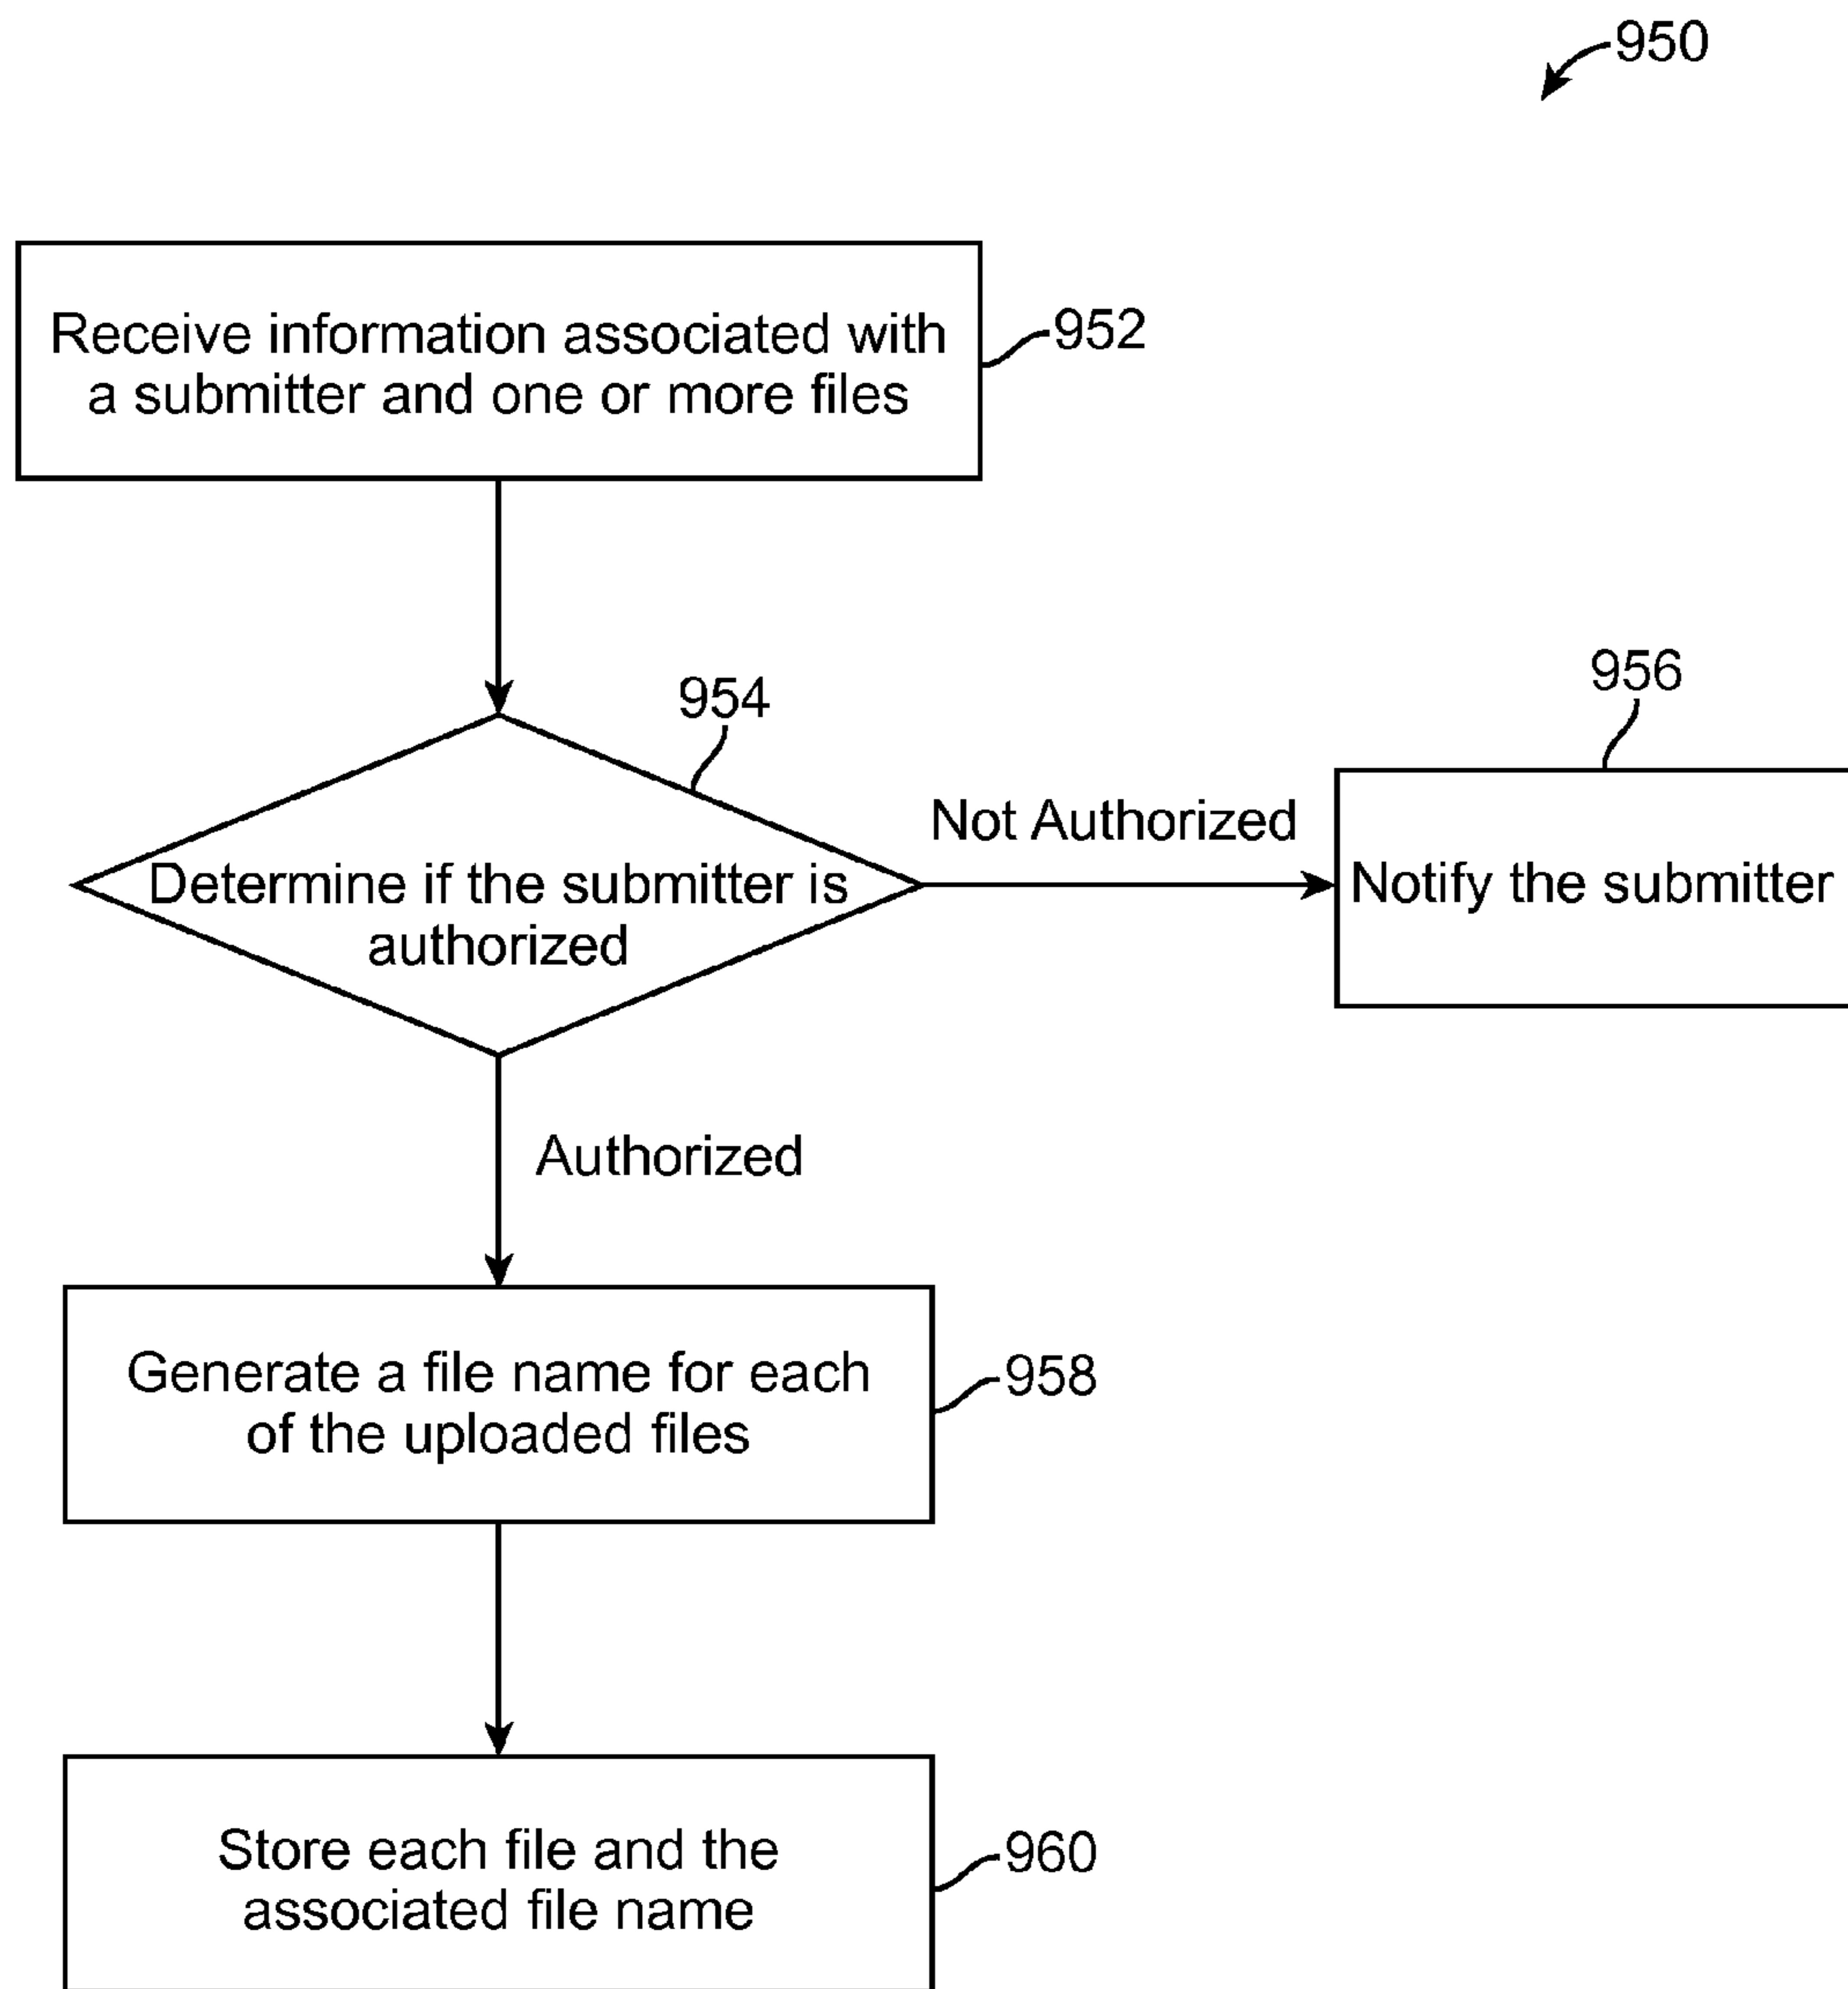 950
Receive information associated with
a submitter and one or more files
952
954
956
Not Authorized
Determine if the submitter is
authorized
Notify the submitter
Authorized
Generate a file name for each
of the uploaded files
958
Store each file and the
associated file name
960